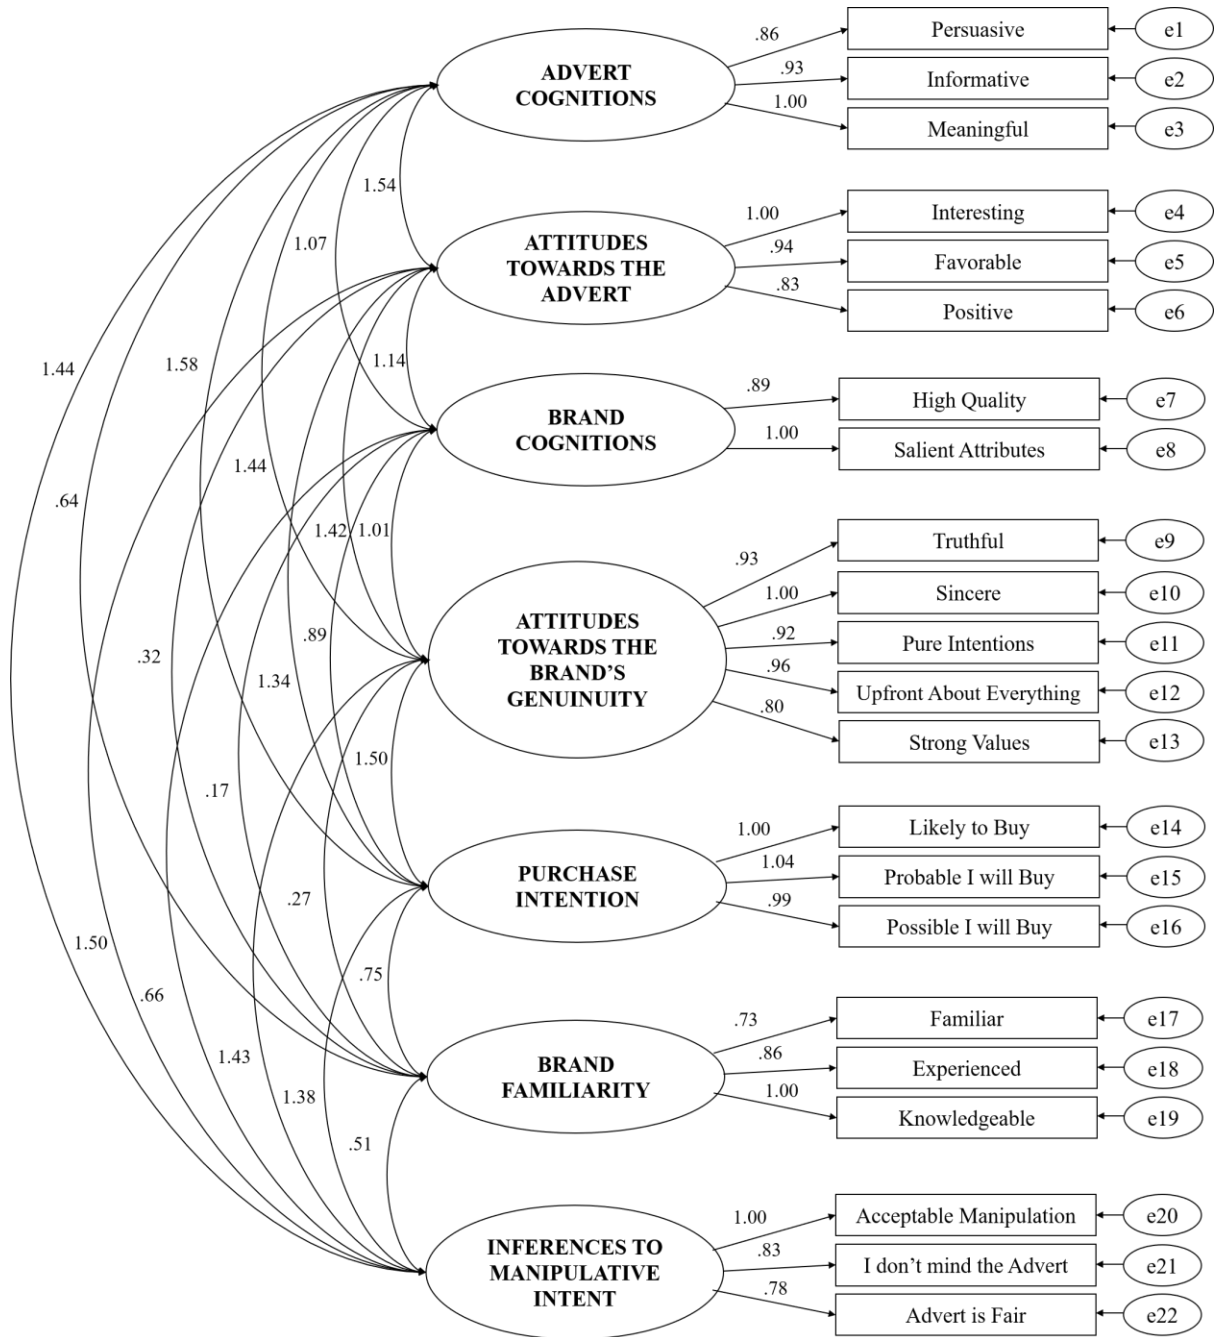 ADVERT
COGNITIONS
.86
.93
1.00
Persuasive
e1
Informative
e2
Meaningful
e3
1.54
1.07
ATTITUDES
TOWARDS THE
ADVERT
1.00
.94
.83
Interesting
e4
Favorable
e5
Positive
e6
1.44
1.58
1.14
BRAND
COGNITIONS
.89
1.00
High Quality
e7
Salient Attributes
e8
.64
1.44
1.42
1.01
ATTITUDES
TOWARDS THE
BRAND’S
GENUINUITY
.93
1.00
.92
.96
.80
Truthful
e9
Sincere
e10
Pure Intentions
e11
Upfront About Everything
e12
Strong Values
e13
.32
.89
1.34
1.50
.17
PURCHASE
INTENTION
1.00
1.04
.99
Likely to Buy
e14
Probable I will Buy
e15
Possible I will Buy
e16
.27
1.50
.75
.66
BRAND
FAMILIARITY
.73
.86
1.00
Familiar
e17
Experienced
e18
Knowledgeable
e19
1.43
1.38
.51
INFERENCES TO
MANIPULATIVE
INTENT
1.00
.83
.78
Acceptable Manipulation
e20
I don’t mind the Advert
e21
Advert is Fair
e22